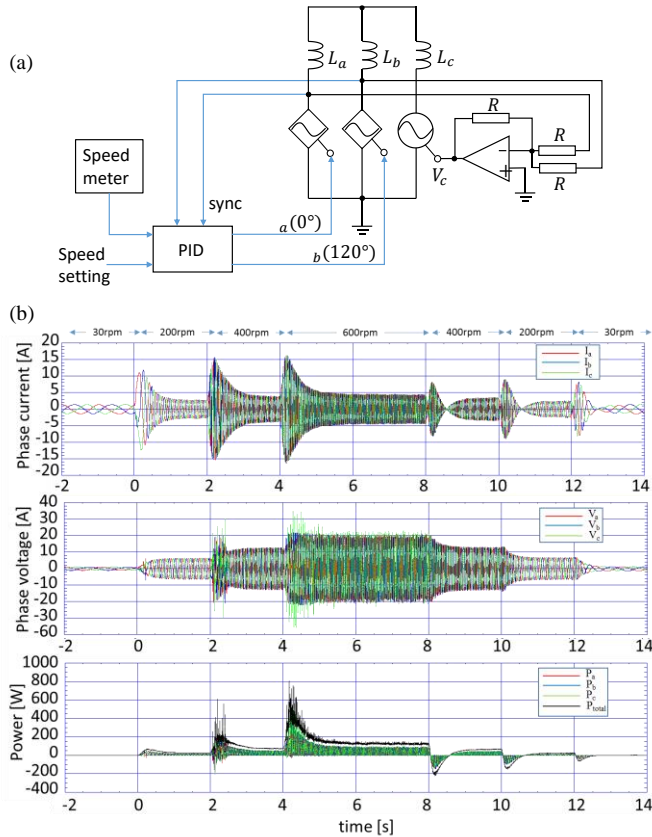 (a)
L_a
L_b
L_c
R
R
R
V_c
−
+
Speed
meter
sync
PID
Speed
setting
a(0°)
b(120°)
(b)
30rpm 200rpm 400rpm 600rpm 400rpm 200rpm 30rpm
Phase current [A]
20
15
10
5
0
-5
-10
-15
-20
I_a
I_b
I_c
-2 0 2 4 6 8 10 12 14
Phase voltage [A]
40
30
20
10
0
-10
-20
-30
-60
V_a
V_b
V_c
-2 0 2 4 6 8 10 12 14
Power [W]
1000
800
600
400
200
0
-200
-400
P_a
P_b
P_c
P_total
-2 0 2 4 6 8 10 12 14
time [s]